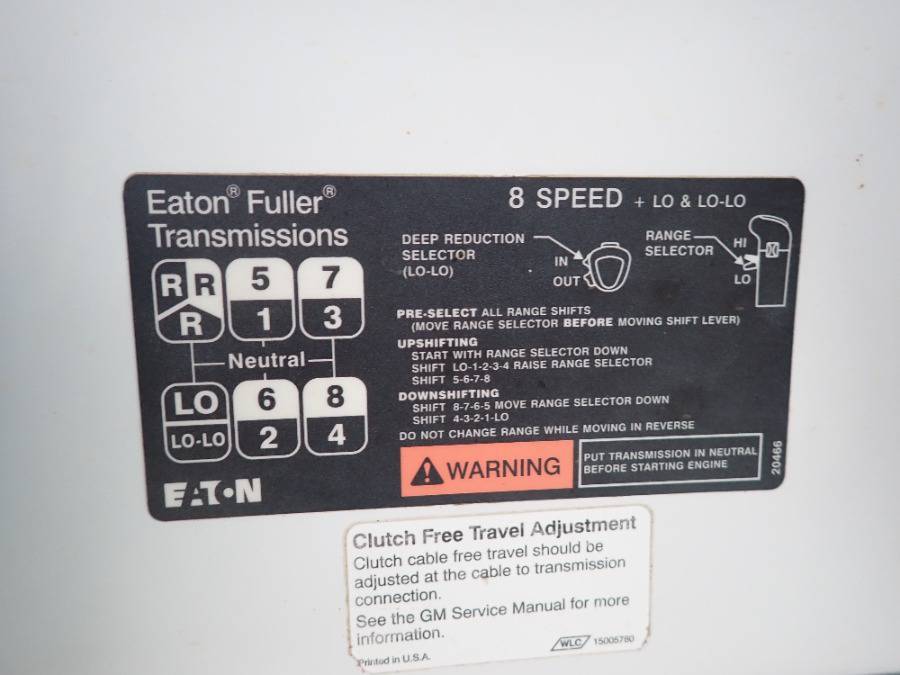 Eaton® Fuller®
Transmissions
8 SPEED + LO & LO-LO
R R
R
5
1
7
3
Neutral
LO
LO-LO
6
2
8
4
EATON
DEEP REDUCTION
SELECTOR
(LO-LO)
IN
OUT
RANGE
SELECTOR
HI
LO
PRE-SELECT ALL RANGE SHIFTS
(MOVE RANGE SELECTOR BEFORE MOVING SHIFT LEVER)
UPSHIFTING
START WITH RANGE SELECTOR DOWN
SHIFT LO-1-2-3-4 RAISE RANGE SELECTOR
SHIFT 5-6-7-8
DOWNSHIFTING
SHIFT 8-7-6-5 MOVE RANGE SELECTOR DOWN
SHIFT 4-3-2-1-LO
DO NOT CHANGE RANGE WHILE MOVING IN REVERSE
WARNING
PUT TRANSMISSION IN NEUTRAL
BEFORE STARTING ENGINE
20466
Clutch Free Travel Adjustment
Clutch cable free travel should be
adjusted at the cable to transmission
connection.
See the GM Service Manual for more
information.
WLC 15005780
Printed in U.S.A.